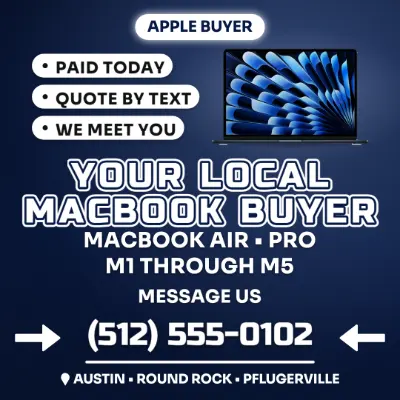 APPLE BUYER
• PAID TODAY
• QUOTE BY TEXT
• WE MEET YOU
YOUR LOCAL
MACBOOK BUYER
MACBOOK AIR • PRO
M1 THROUGH M5
MESSAGE US
(512) 555-0102
AUSTIN • ROUND ROCK • PFLUGERVILLE